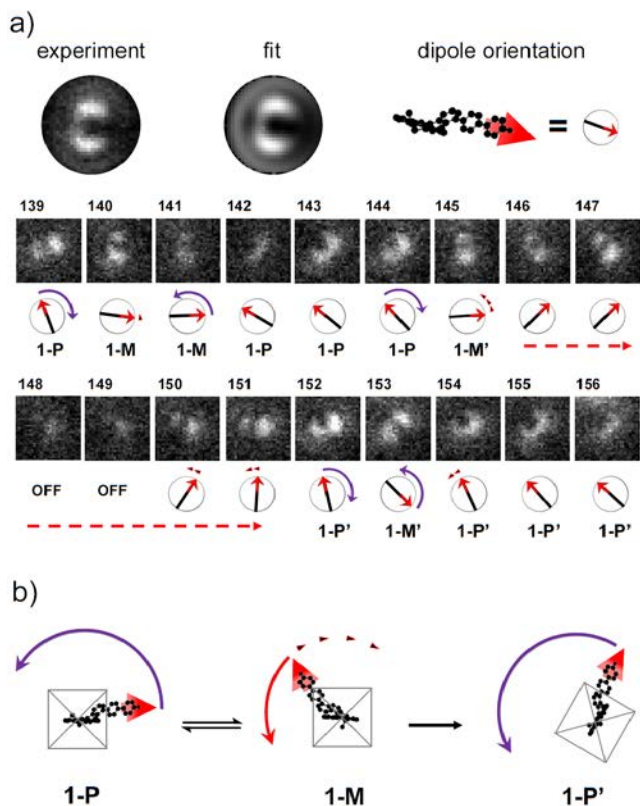 a)
experiment fit dipole orientation
=
139 140 141 142 143 144 145 146 147
1-P 1-M 1-M 1-P 1-P 1-P 1-M'
148 149 150 151 152 153 154 155 156
OFF OFF
1-P' 1-M' 1-P' 1-P' 1-P'
b)
1-P 1-M 1-P'